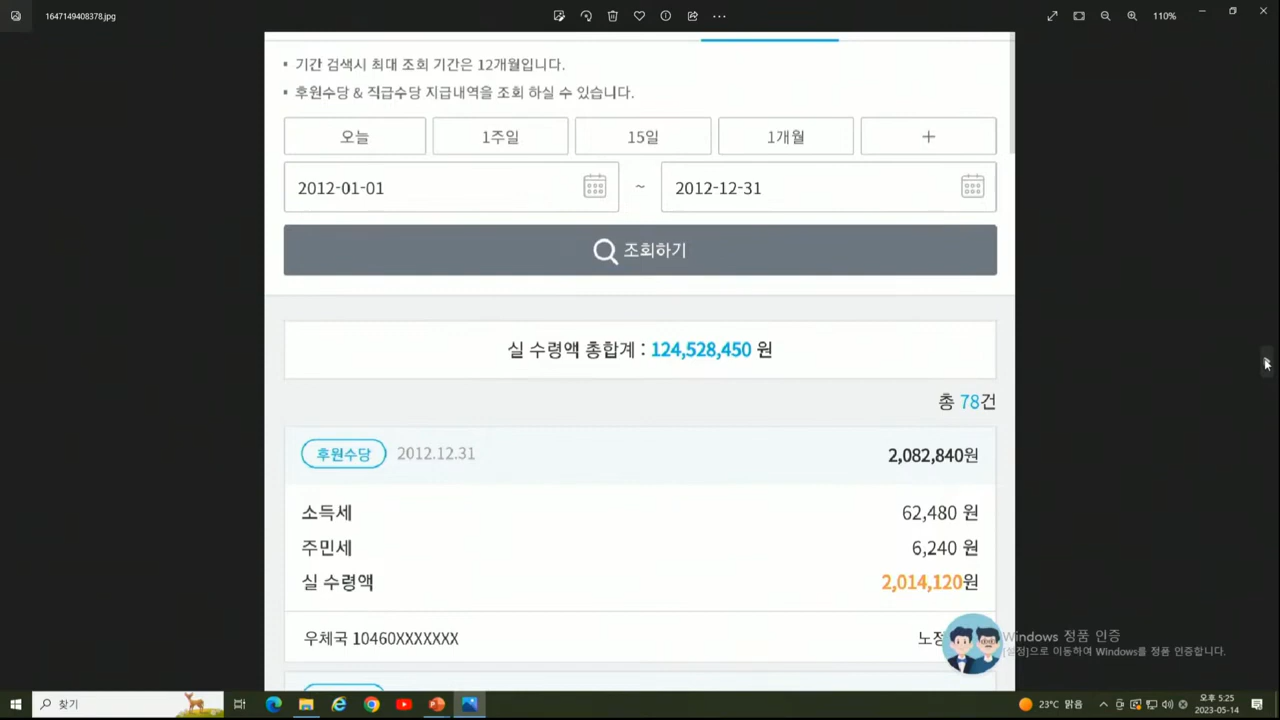 1647149408378.jpg
110%
▪ 기간 검색시 최대 조회 기간은 12개월입니다.
▪ 후원수당 & 직급수당 지급내역을 조회 하실 수 있습니다.
오늘 1주일 15일 1개월 +
2012-01-01 ~ 2012-12-31
조회하기
실 수령액 총합계 : 124,528,450 원
총 78건
후원수당 2012.12.31 2,082,840원
소득세 62,480 원
주민세 6,240 원
실 수령액 2,014,120원
우체국 10460XXXXXXX
Windows 정품 인증
[설정]으로 이동하여 Windows를 정품 인증합니다.
찾기
23°C 맑음
오후 5:25
2023-05-14